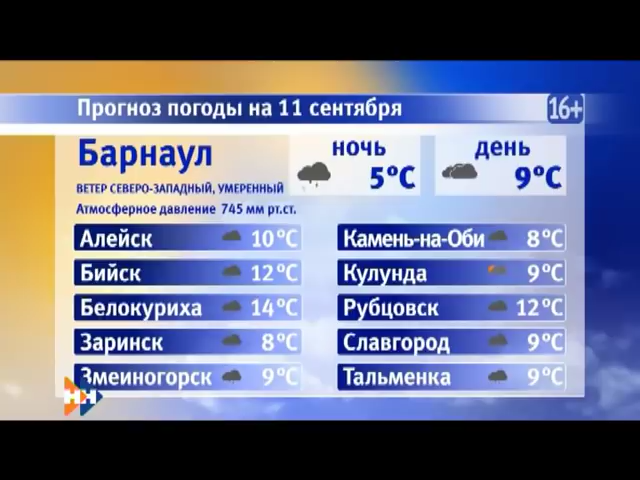 Прогноз погоды на 11 сентября
16+
Барнаул
ночь
5°C
день
9°C
ВЕТЕР СЕВЕРО-ЗАПАДНЫЙ, УМЕРЕННЫЙ
Атмосферное давление 745 мм рт.ст.
Алейск 10°C
Бийск 12°C
Белокуриха 14°C
Заринск 8°C
Змеиногорск 9°C
Камень-на-Оби 8°C
Кулунда 9°C
Рубцовск 12°C
Славгород 9°C
Тальменка 9°C
НН